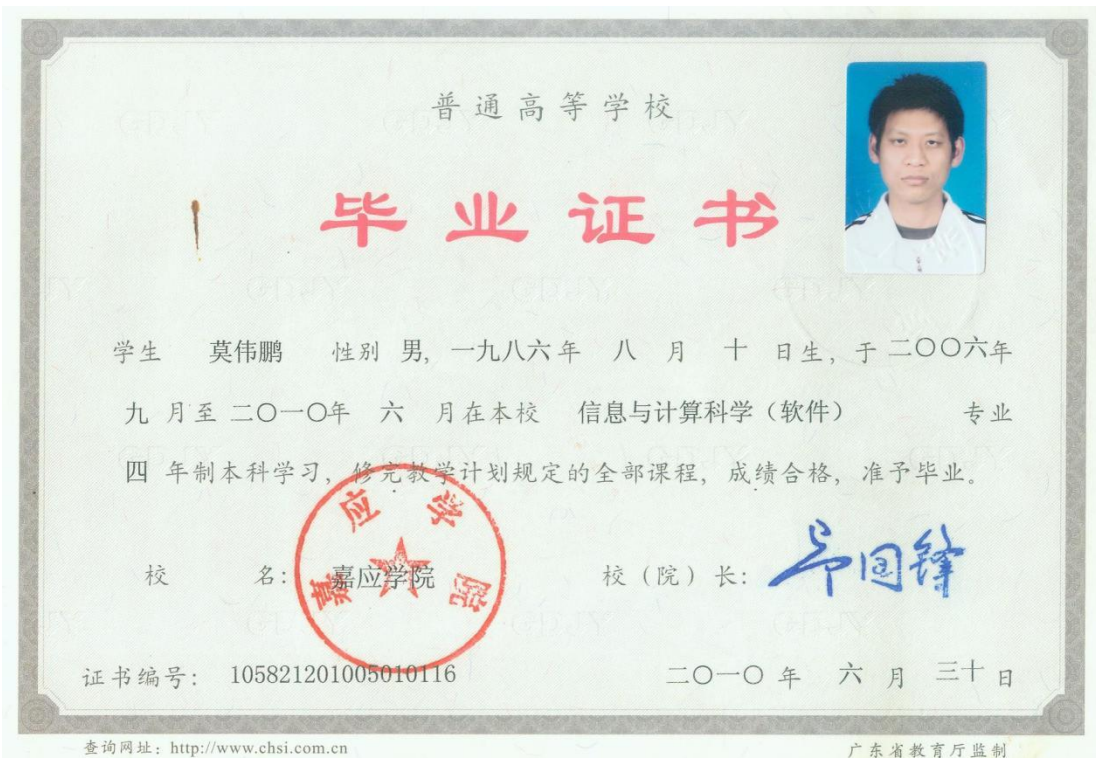 普通高等学校
毕业证书
学生 莫伟鹏 性别 男, 一九八六年 八 月 十 日生, 于 二〇〇六年
九 月至 二〇一〇年 六 月在本校 信息与计算科学（软件） 专业
四 年制本科学习, 修完教学计划规定的全部课程, 成绩合格, 准予毕业。
嘉应学院
校 名: 嘉应学院 校（院）长:
证书编号: 105821201005010116 二〇一〇 年 六 月 三十 日
查询网址: http://www.chsi.com.cn 广东省教育厅监制